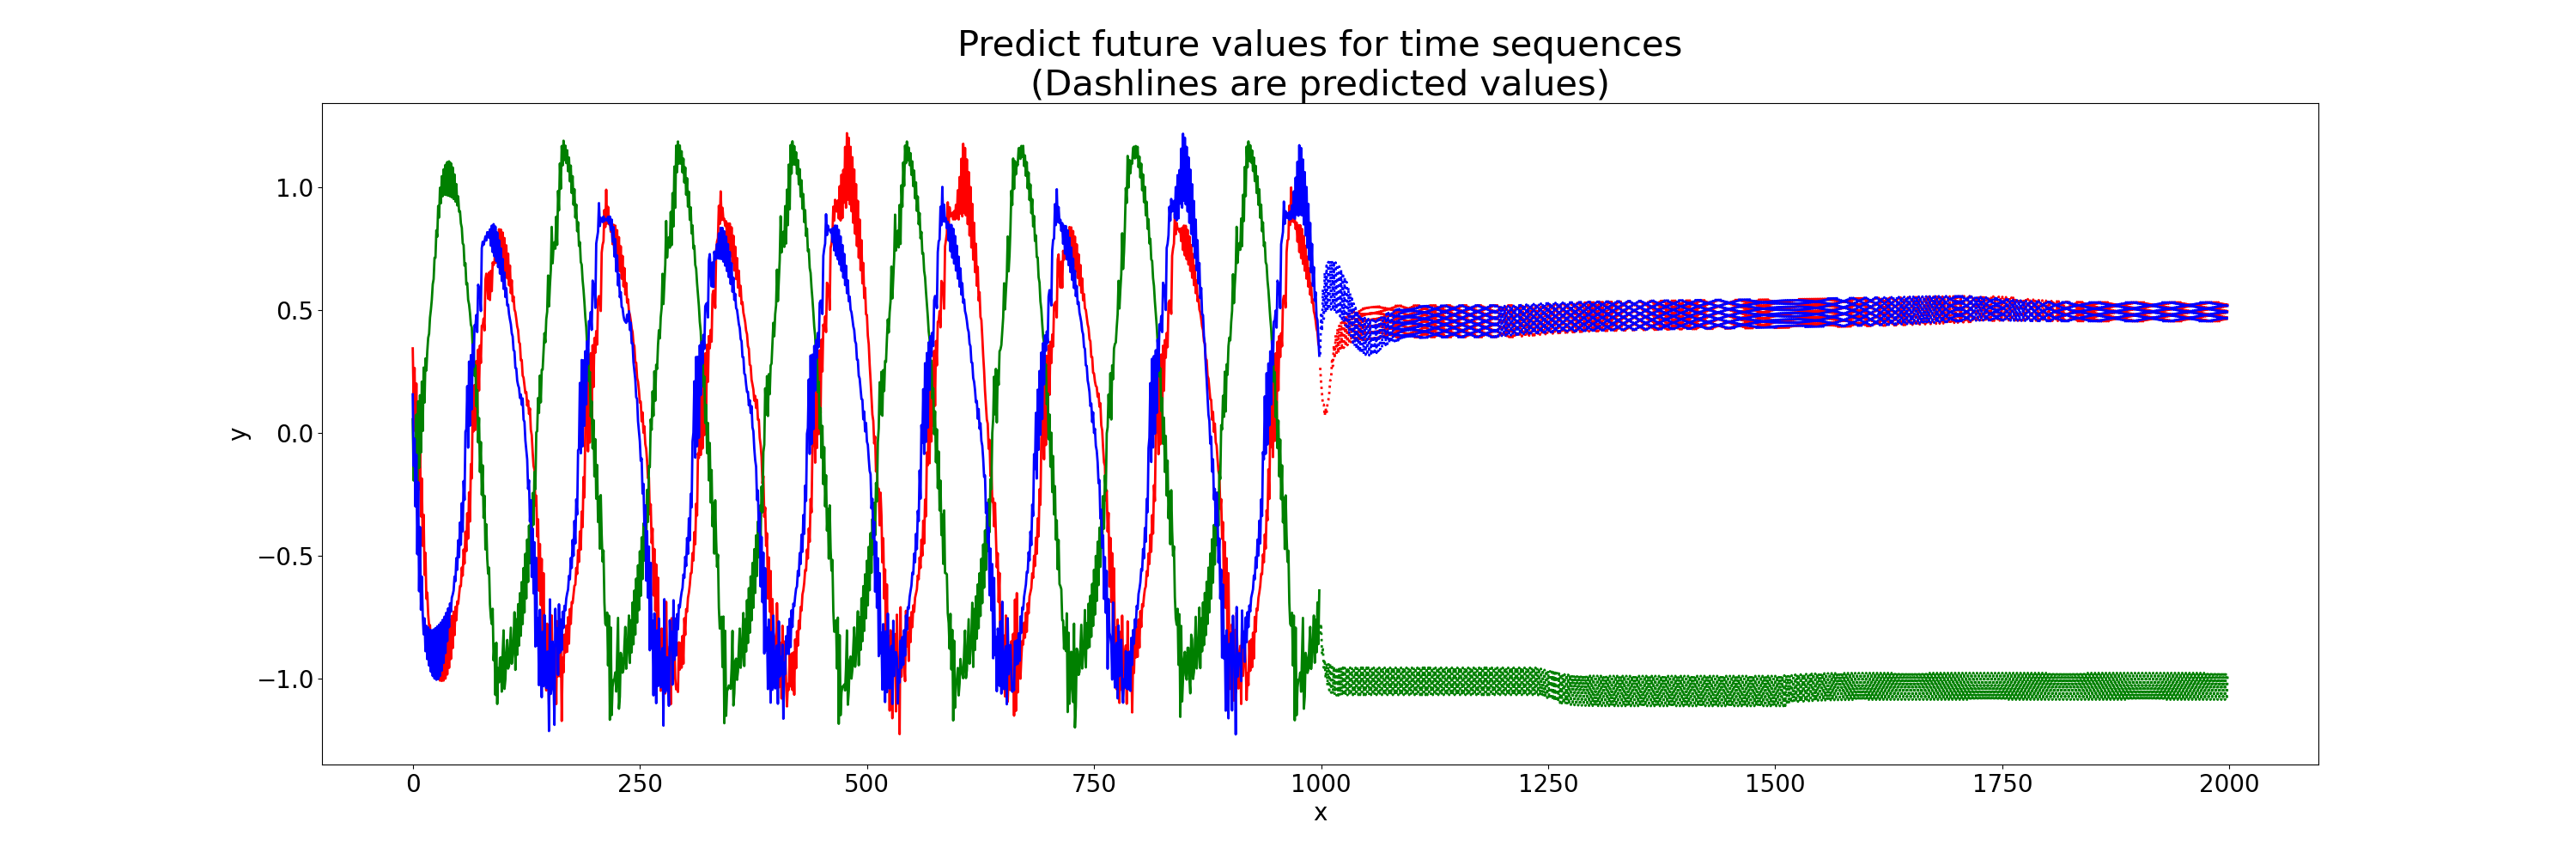 Predict future values for time sequences
(Dashlines are predicted values)
1.0
0.5
0.0
−0.5
−1.0
y
0 250 500 750 1000 1250 1500 1750 2000
x